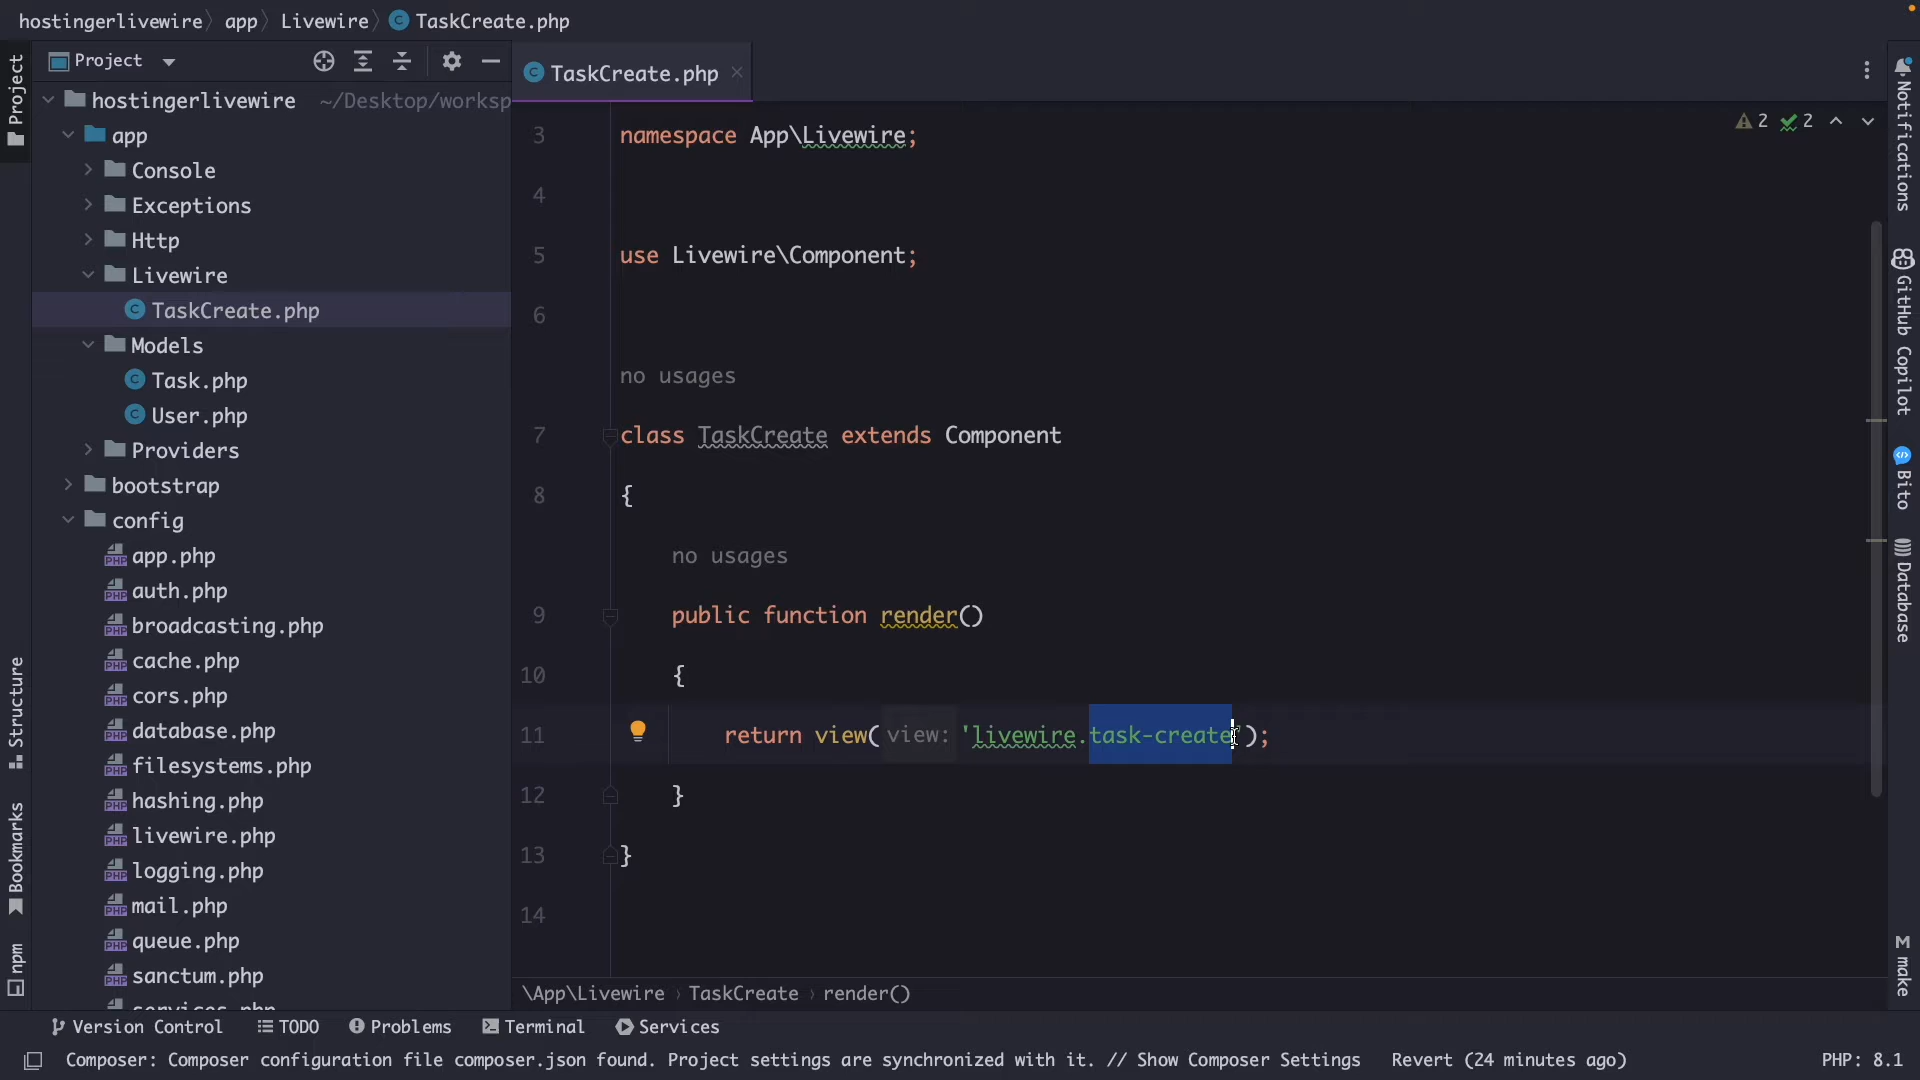 hostingerlivewire › app › Livewire › TaskCreate.php
Project
Project
Structure
Bookmarks
npm
hostingerlivewire ~/Desktop/worksp
app
Console
Exceptions
Http
Livewire
TaskCreate.php
Models
Task.php
User.php
Providers
bootstrap
config
app.php
auth.php
broadcasting.php
cache.php
cors.php
database.php
filesystems.php
hashing.php
livewire.php
logging.php
mail.php
queue.php
sanctum.php
services.php
TaskCreate.php
2 2
3 namespace App\Livewire;
4
5 use Livewire\Component;
6
no usages
7 class TaskCreate extends Component
8 {
no usages
9 public function render()
10 {
11 return view( view: 'livewire.task-create');
12 }
13 }
14
\App\Livewire › TaskCreate › render()
Notifications
GitHub Copilot
Bito
Database
M make
Version Control TODO Problems Terminal Services
Composer: Composer configuration file composer.json found. Project settings are synchronized with it. // Show Composer Settings Revert (24 minutes ago) PHP: 8.1